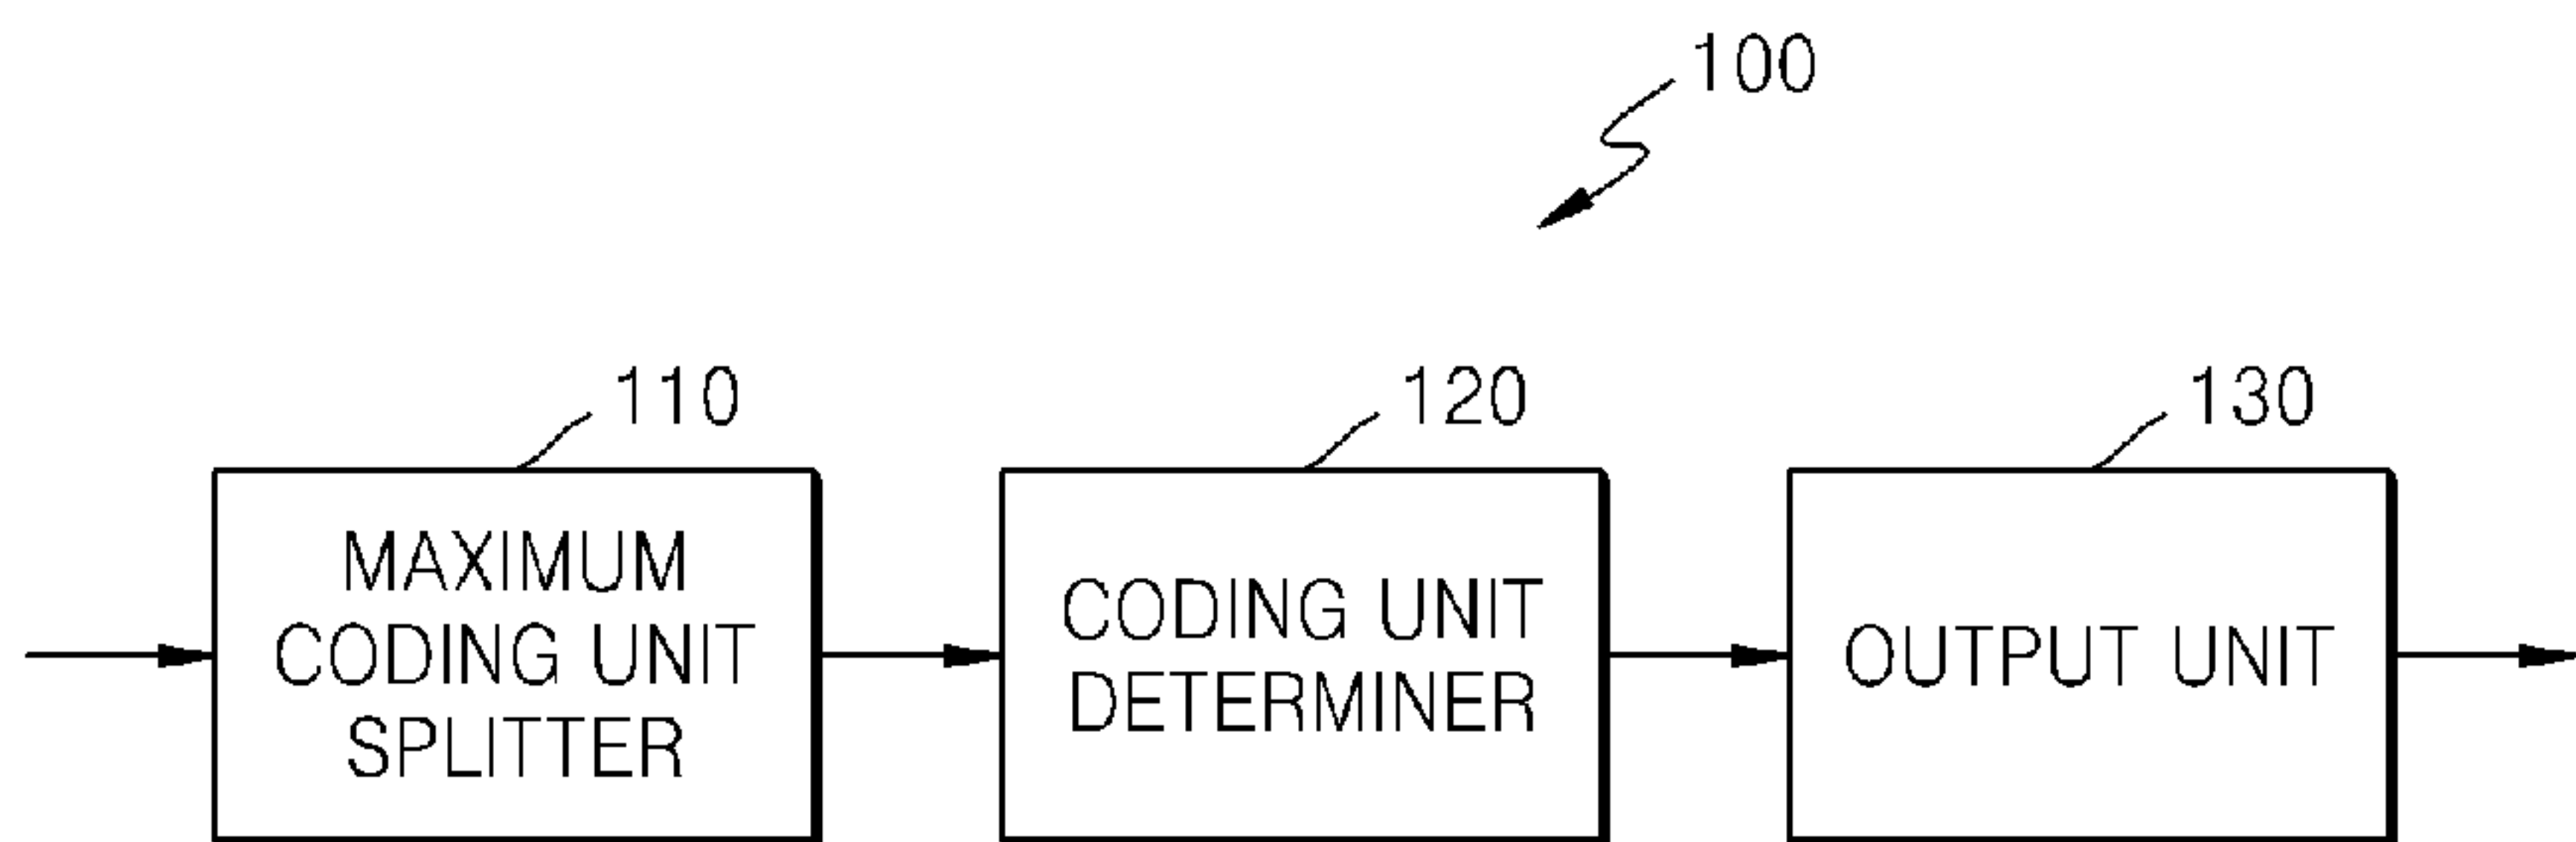 100
110
120
130
MAXIMUM
CODING UNIT
SPLITTER
CODING UNIT
DETERMINER
OUTPUT UNIT